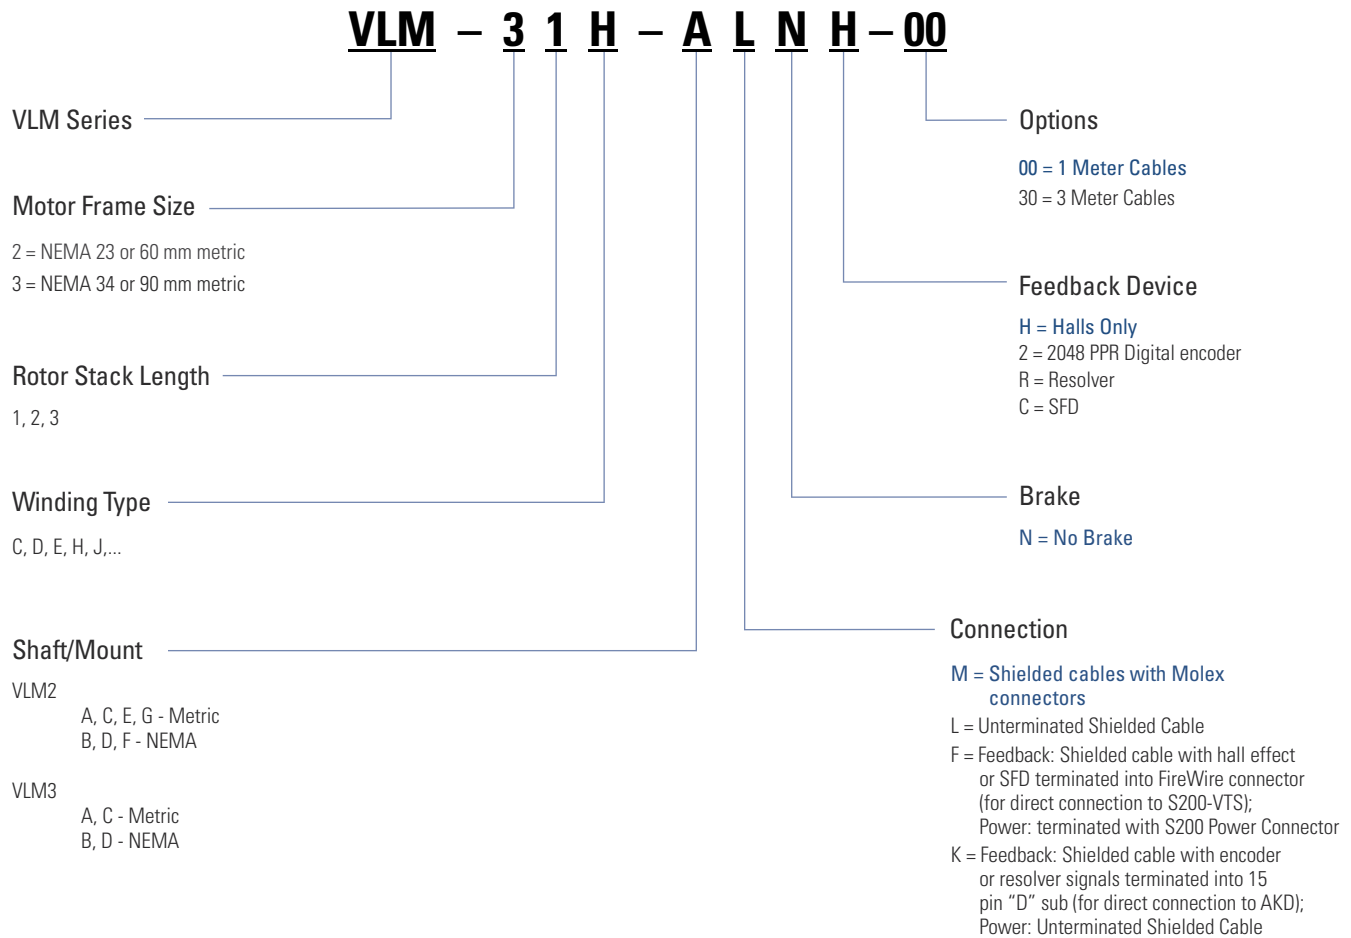 VLM – 3 1 H – A L N H – 00
VLM Series
Motor Frame Size
2 = NEMA 23 or 60 mm metric
3 = NEMA 34 or 90 mm metric
Rotor Stack Length
1, 2, 3
Winding Type
C, D, E, H, J,...
Shaft/Mount
VLM2
A, C, E, G - Metric
B, D, F - NEMA
VLM3
A, C - Metric
B, D - NEMA
Options
00 = 1 Meter Cables
30 = 3 Meter Cables
Feedback Device
H = Halls Only
2 = 2048 PPR Digital encoder
R = Resolver
C = SFD
Brake
N = No Brake
Connection
M = Shielded cables with Molex
connectors
L = Unterminated Shielded Cable
F = Feedback: Shielded cable with hall effect
or SFD terminated into FireWire connector
(for direct connection to S200-VTS);
Power: terminated with S200 Power Connector
K = Feedback: Shielded cable with encoder
or resolver signals terminated into 15
pin “D” sub (for direct connection to AKD);
Power: Unterminated Shielded Cable